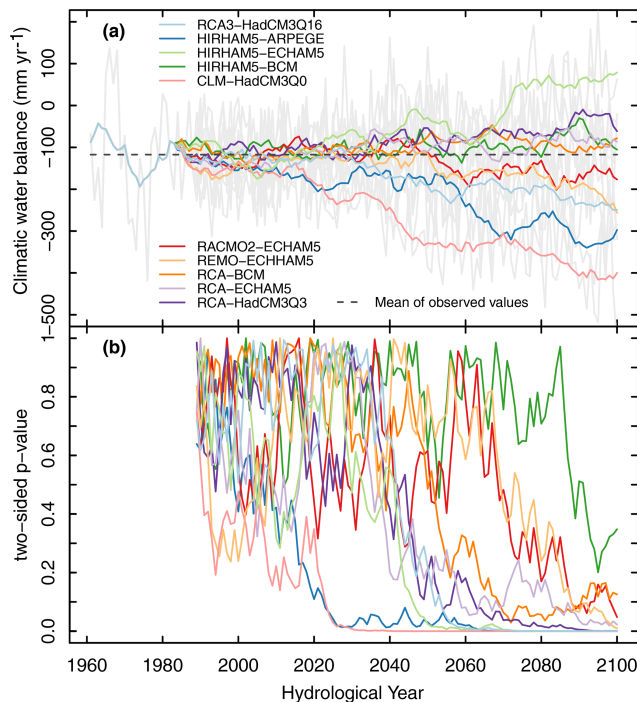 (a)
RCA3−HadCM3Q16
HIRHAM5−ARPEGE
HIRHAM5−ECHAM5
HIRHAM5−BCM
CLM−HadCM3Q0
RACMO2−ECHAM5
REMO−ECHHAM5
RCA−BCM
RCA−ECHAM5
RCA−HadCM3Q3
Mean of observed values
Climatic water balance (mm yr-1)
100
0
−100
−300
−500
(b)
two−sided p−value
1
0.8
0.6
0.4
0.2
0.0
1960 1980 2000 2020 2040 2060 2080 2100
Hydrological Year